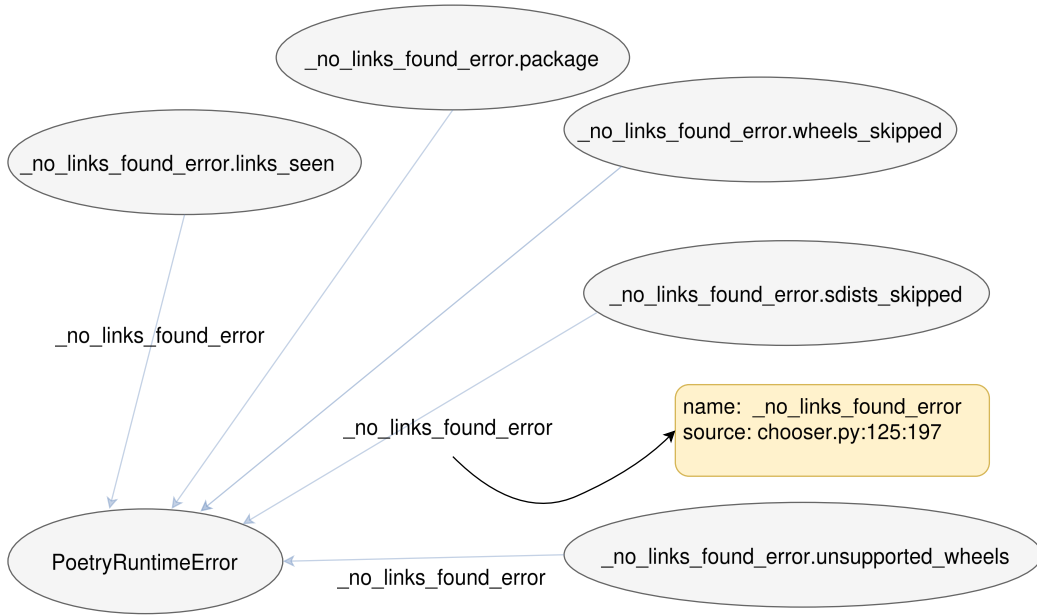 _no_links_found_error.package
_no_links_found_error.wheels_skipped
_no_links_found_error.links_seen
_no_links_found_error.sdists_skipped
_no_links_found_error
name:  _no_links_found_error
source: chooser.py:125:197
_no_links_found_error
_no_links_found_error.unsupported_wheels
PoetryRuntimeError
_no_links_found_error